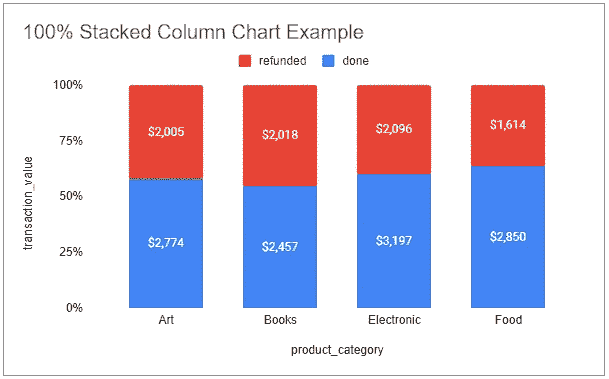 100% Stacked Column Chart Example
refunded done
100%
75%
50%
25%
0%
transaction_value
$2,005 $2,018 $2,096 $1,614
$2,774 $2,457 $3,197 $2,850
Art Books Electronic Food
product_category